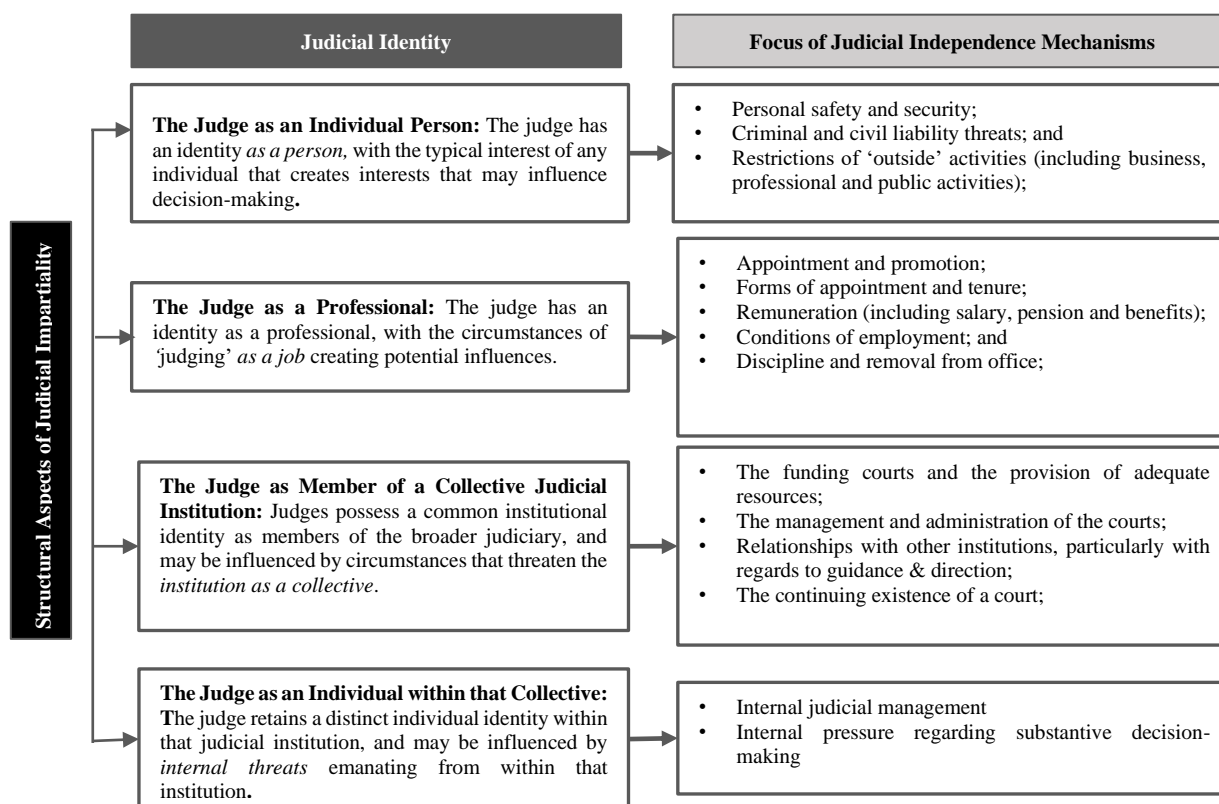 Structural Aspects of Judicial Impartiality
Judicial Identity
Focus of Judicial Independence Mechanisms
The Judge as an Individual Person: The judge has
an identity as a person, with the typical interest of any
individual that creates interests that may influence
decision-making.
• Personal safety and security;
• Criminal and civil liability threats; and
• Restrictions of ‘outside’ activities (including business,
professional and public activities);
The Judge as a Professional: The judge has an
identity as a professional, with the circumstances of
‘judging’ as a job creating potential influences.
• Appointment and promotion;
• Forms of appointment and tenure;
• Remuneration (including salary, pension and benefits);
• Conditions of employment; and
• Discipline and removal from office;
The Judge as Member of a Collective Judicial
Institution: Judges possess a common institutional
identity as members of the broader judiciary, and
may be influenced by circumstances that threaten the
institution as a collective.
• The funding courts and the provision of adequate
resources;
• The management and administration of the courts;
• Relationships with other institutions, particularly with
regards to guidance & direction;
• The continuing existence of a court;
The Judge as an Individual within that Collective:
The judge retains a distinct individual identity within
that judicial institution, and may be influenced by
internal threats emanating from within that
institution.
• Internal judicial management
• Internal pressure regarding substantive decision-
making